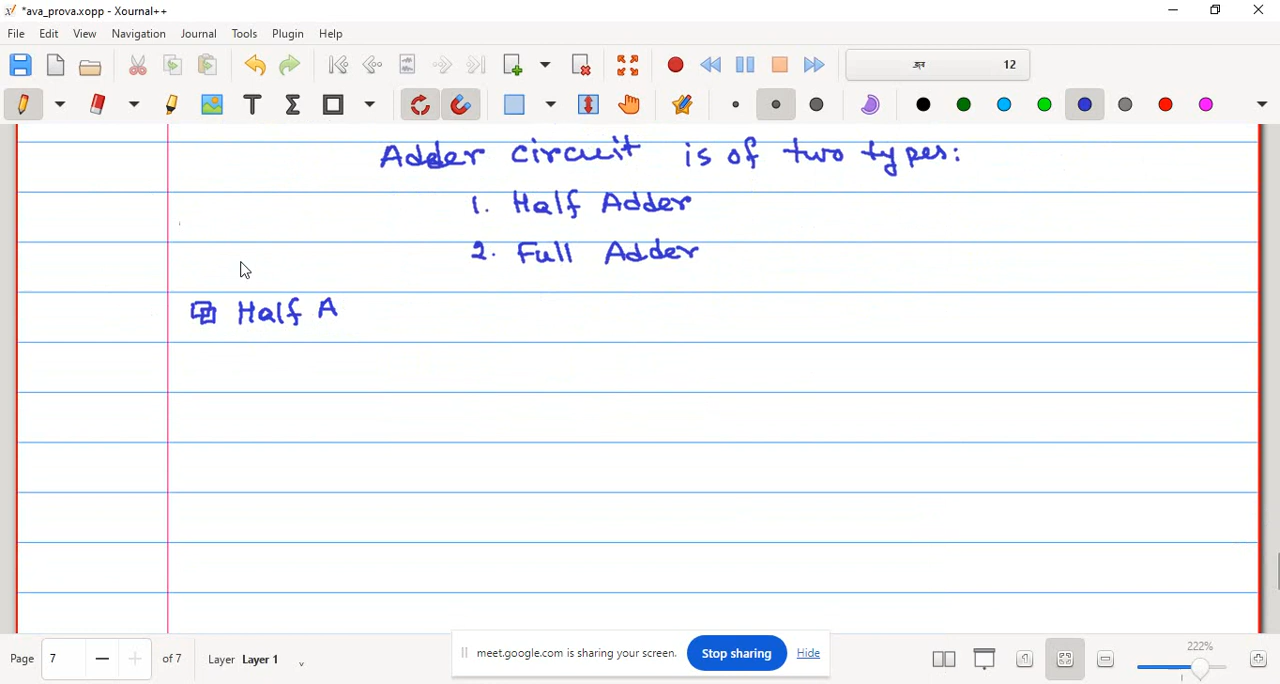 *ava_prova.xopp - Xournal++
File Edit View Navigation Journal Tools Plugin Help
12
Adder circuit is of two types:
1. Half Adder
2. Full Adder
Half A
Page 7 of 7 Layer Layer 1
meet.google.com is sharing your screen. Stop sharing Hide
222%